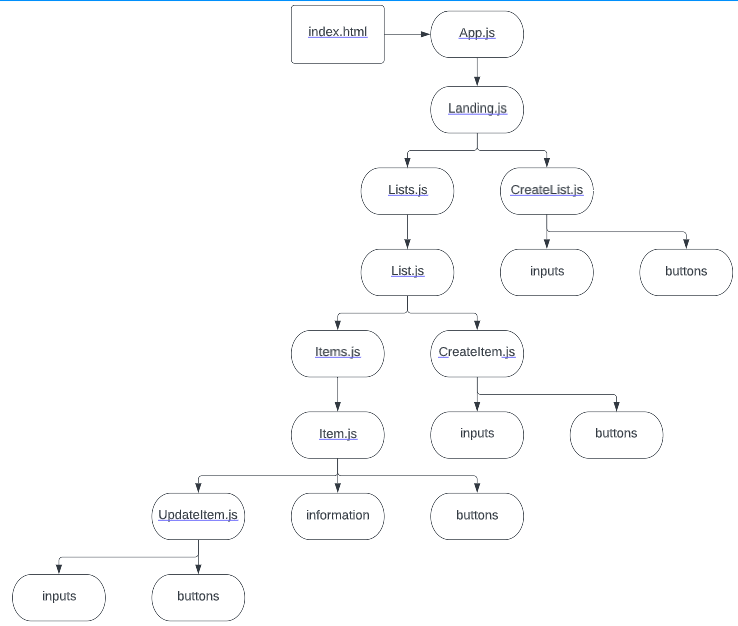 index.html
App.js
Landing.js
Lists.js
CreateList.js
List.js
inputs
buttons
Items.js
CreateItem.js
Item.js
inputs
buttons
UpdateItem.js
information
buttons
inputs
buttons